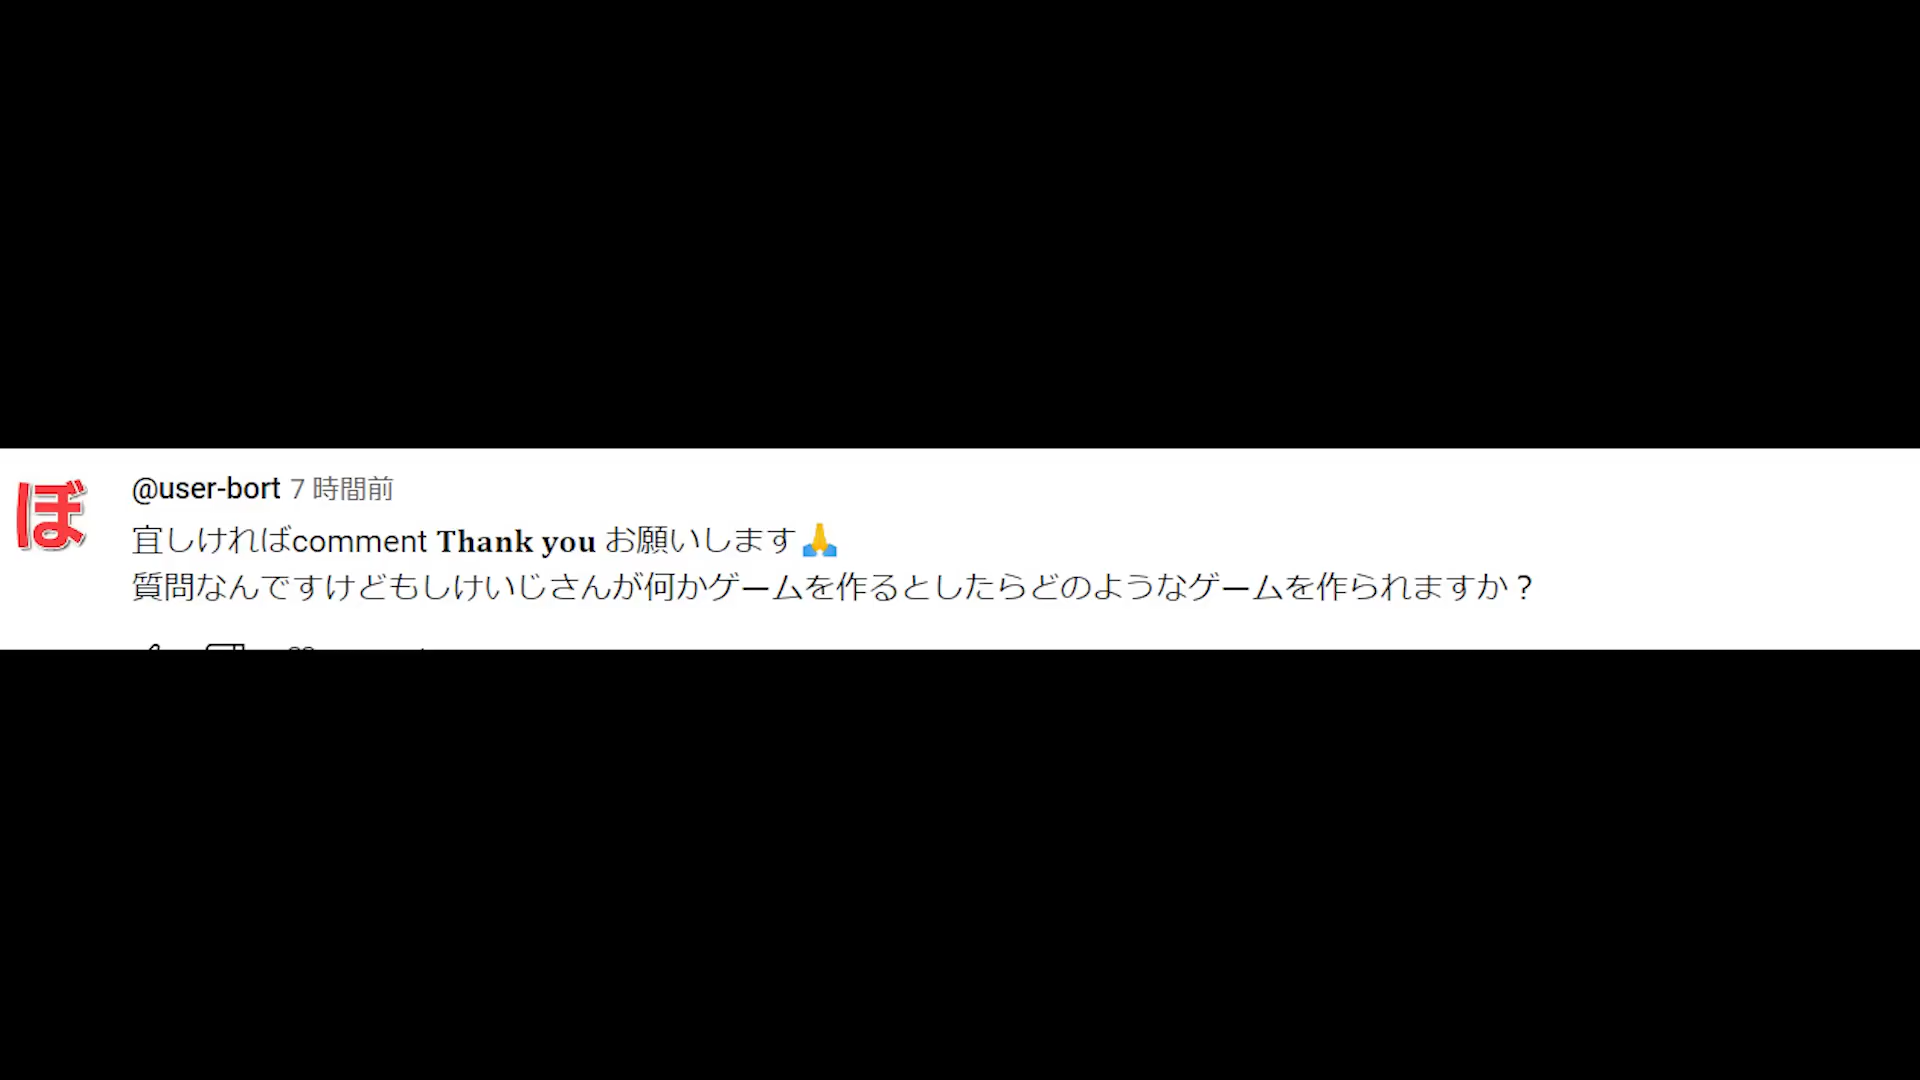 ぼ
@user-bort 7 時間前
宜しければcomment 𝐓𝐡𝐚𝐧𝐤 𝐲𝐨𝐮 お願いします🙏
質問なんですけどもしけいじさんが何かゲームを作るとしたらどのようなゲームを作られますか？